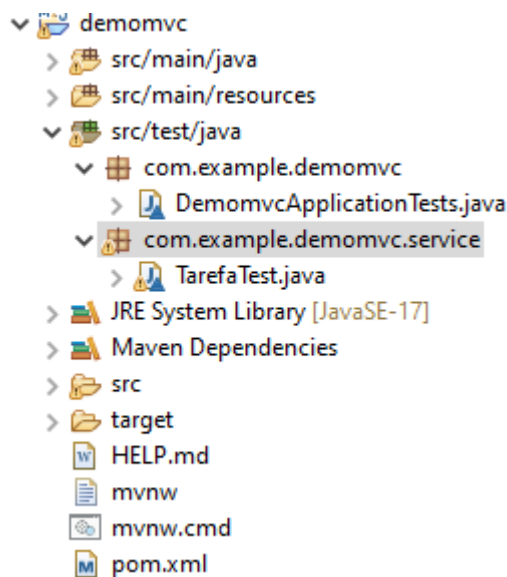 demomvc
src/main/java
src/main/resources
src/test/java
com.example.demomvc
DemomvcApplicationTests.java
com.example.demomvc.service
TarefaTest.java
JRE System Library [JavaSE-17]
Maven Dependencies
src
target
HELP.md
mvnw
mvnw.cmd
pom.xml